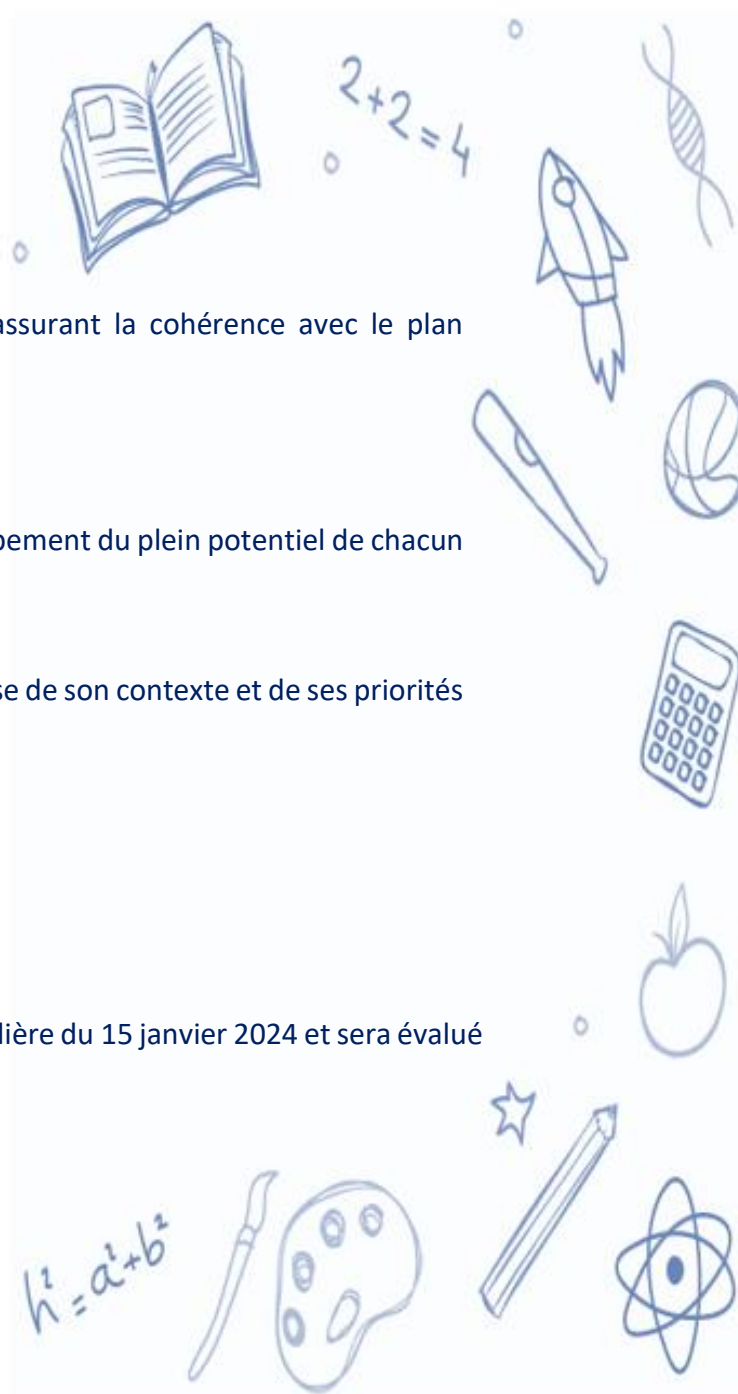 2+2=4
assurant la cohérence avec le plan
pement du plein potentiel de chacun
se de son contexte et de ses priorités
lière du 15 janvier 2024 et sera évalué
h²=a²+b²